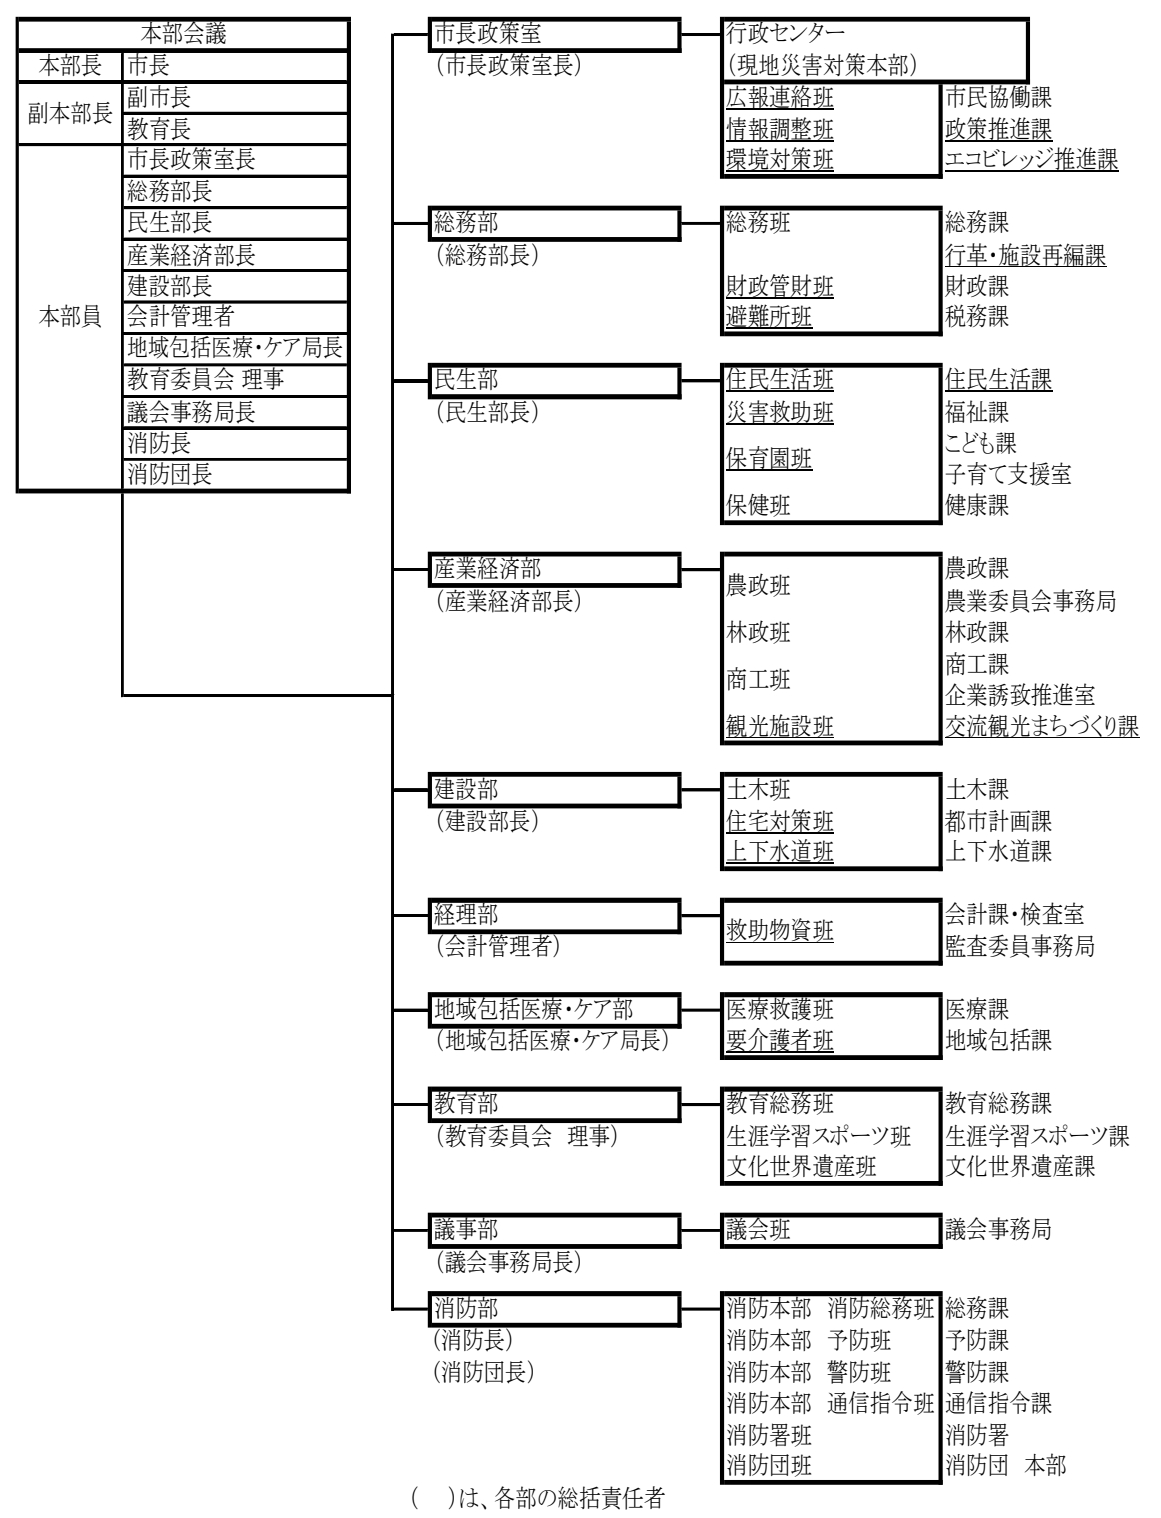 本部会議
本部長 市長
副本部長 副市長
教育長
本部員 市長政策室長
総務部長
民生部長
産業経済部長
建設部長
会計管理者
地域包括医療・ケア局長
教育委員会 理事
議会事務局長
消防長
消防団長
市長政策室 行政センター
(市長政策室長) (現地災害対策本部)
広報連絡班 市民協働課
情報調整班 政策推進課
環境対策班 エコビレッジ推進課
総務部 総務班 総務課
(総務部長) 行革・施設再編課
財政管財班 財政課
避難所班 税務課
民生部 住民生活班 住民生活課
(民生部長) 災害救助班 福祉課
保育園班 こども課
子育て支援室
保健班 健康課
産業経済部 農政班 農政課
(産業経済部長) 農業委員会事務局
林政班 林政課
商工班 商工課
企業誘致推進室
観光施設班 交流観光まちづくり課
建設部 土木班 土木課
(建設部長) 住宅対策班 都市計画課
上下水道班 上下水道課
経理部 救助物資班 会計課・検査室
(会計管理者) 監査委員事務局
地域包括医療・ケア部 医療救護班 医療課
(地域包括医療・ケア局長) 要介護者班 地域包括課
教育部 教育総務班 教育総務課
(教育委員会 理事) 生涯学習スポーツ班 生涯学習スポーツ課
文化世界遺産班 文化世界遺産課
議事部 議会班 議会事務局
(議会事務局長)
消防部 消防本部 消防総務班 総務課
(消防長) 消防本部 予防班 予防課
(消防団長) 消防本部 警防班 警防課
消防本部 通信指令班 通信指令課
消防署班 消防署
消防団班 消防団 本部
( )は、各部の総括責任者